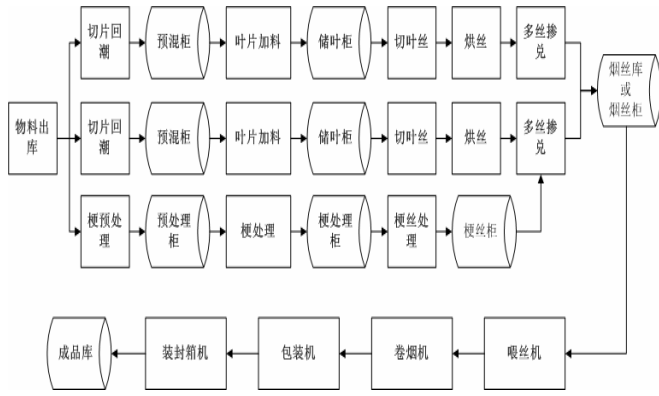 切片回
潮
预混柜
叶片加料
储叶柜
切叶丝
烘丝
多丝掺
兑
烟丝库
或
烟丝柜
物料出
库
切片回
潮
预混柜
叶片加料
储叶柜
切叶丝
烘丝
多丝掺
兑
梗预处
理
预处理
柜
梗处理
梗处理
柜
梗丝处
理
梗丝柜
成品库
装封箱机
包装机
卷烟机
喂丝机